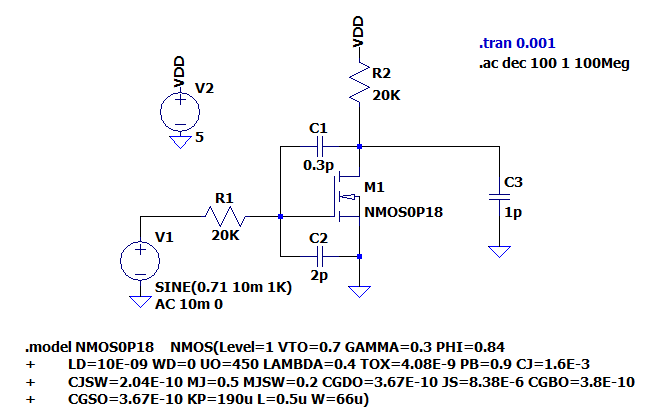 VDD
.tran 0.001
.ac dec 100 1 100Meg
VDD
V2
R2
20K
5
C1
0.3p
M1
NMOS0P18
C3
1p
R1
20K
V1
C2
2p
SINE(0.71 10m 1K)
AC 10m 0
.model NMOS0P18 NMOS(Level=1 VTO=0.7 GAMMA=0.3 PHI=0.84
+ LD=10E-09 WD=0 UO=450 LAMBDA=0.4 TOX=4.08E-9 PB=0.9 CJ=1.6E-3
+ CJSW=2.04E-10 MJ=0.5 MJSW=0.2 CGDO=3.67E-10 JS=8.38E-6 CGBO=3.8E-10
+ CGSO=3.67E-10 KP=190u L=0.5u W=66u)